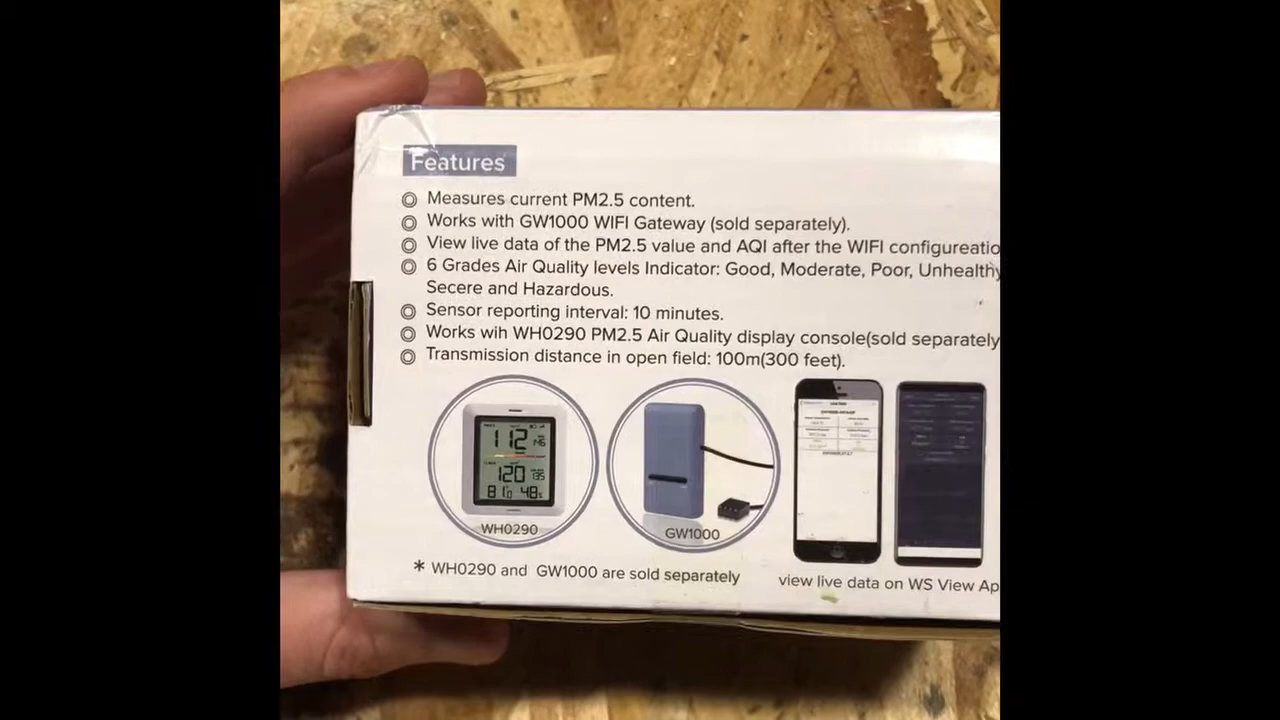 Features
Measures current PM2.5 content.
Works with GW1000 WIFI Gateway (sold separately).
View live data of the PM2.5 value and AQI after the WIFI configureatio
6 Grades Air Quality levels Indicator: Good, Moderate, Poor, Unhealthy
Secere and Hazardous.
Sensor reporting interval: 10 minutes.
Works wih WH0290 PM2.5 Air Quality display console(sold separately
Transmission distance in open field: 100m(300 feet).
112
120
81 48%
WH0290
GW1000
* WH0290 and GW1000 are sold separately
view live data on WS View Ap